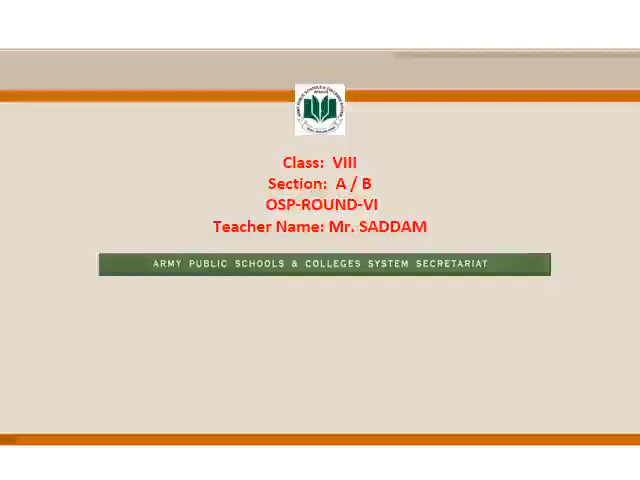 Class: VIII
Section: A / B
OSP-ROUND-VI
Teacher Name: Mr. SADDAM
ARMY PUBLIC SCHOOLS & COLLEGES SYSTEM SECRETARIAT